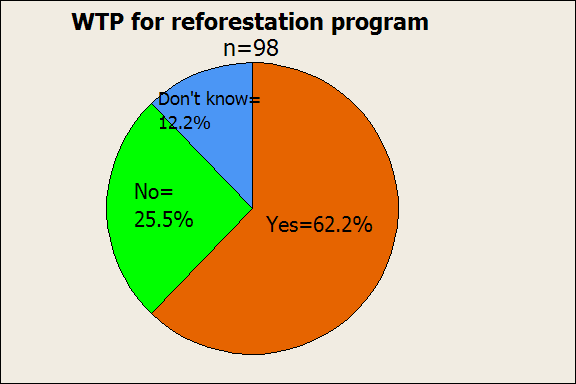 WTP for reforestation program
n=98
Don't know=
12.2%
No=
25.5%
Yes=62.2%